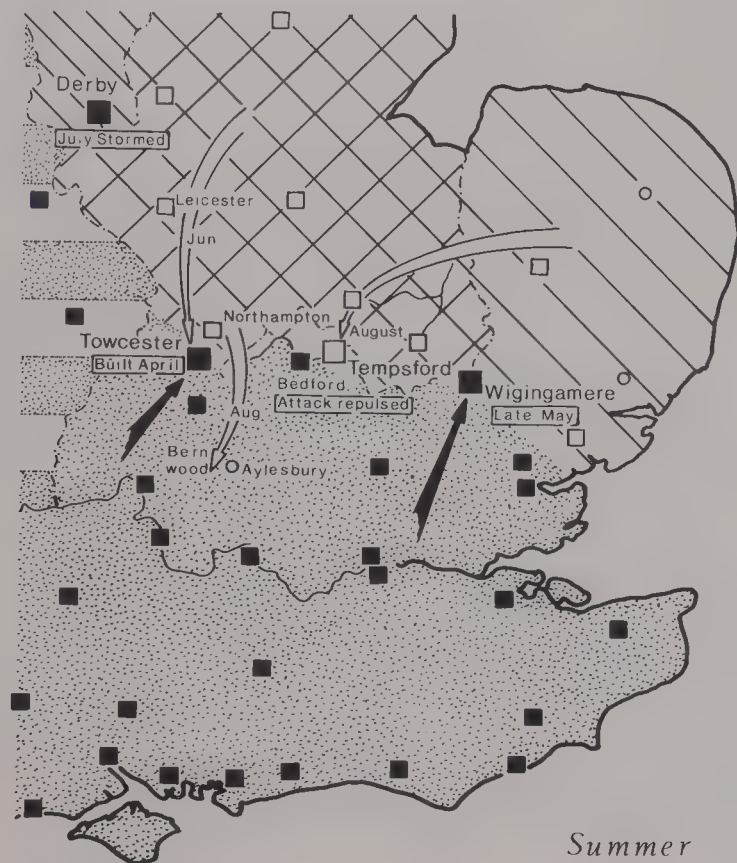 Derby
July Stormed
Leicester
Jun
Northampton
August
Towcester
Built April
Tempsford
Bedford
Attack repulsed
Wigingamere
Late May
Aug
Bern
wood
Aylesbury
Summer